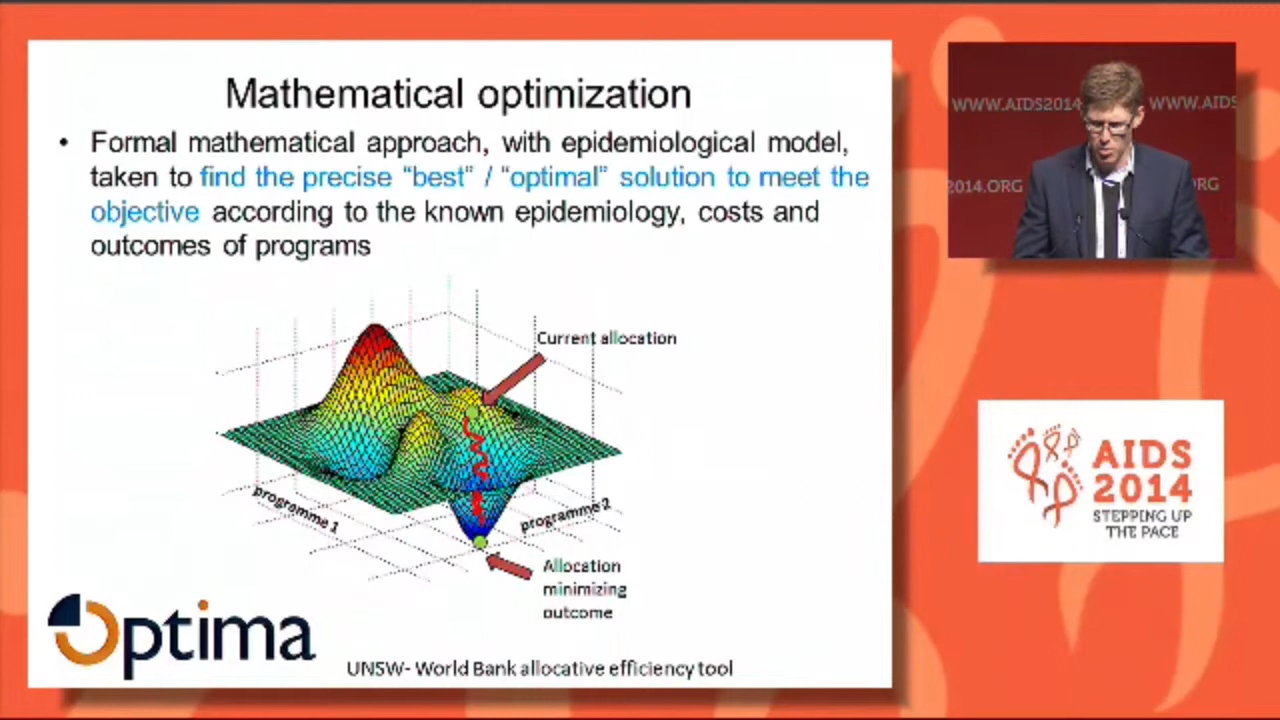 Mathematical optimization
• Formal mathematical approach, with epidemiological model,
taken to find the precise “best” / “optimal” solution to meet the
objective according to the known epidemiology, costs and
outcomes of programs
Current allocation
programme 1
programme 2
Allocation
minimizing
outcome
Optima
UNSW- World Bank allocative efficiency tool
WWW.AIDS2014
WWW.AIDS
2014.ORG
RG
AIDS
2014
STEPPING UP
THE PACE